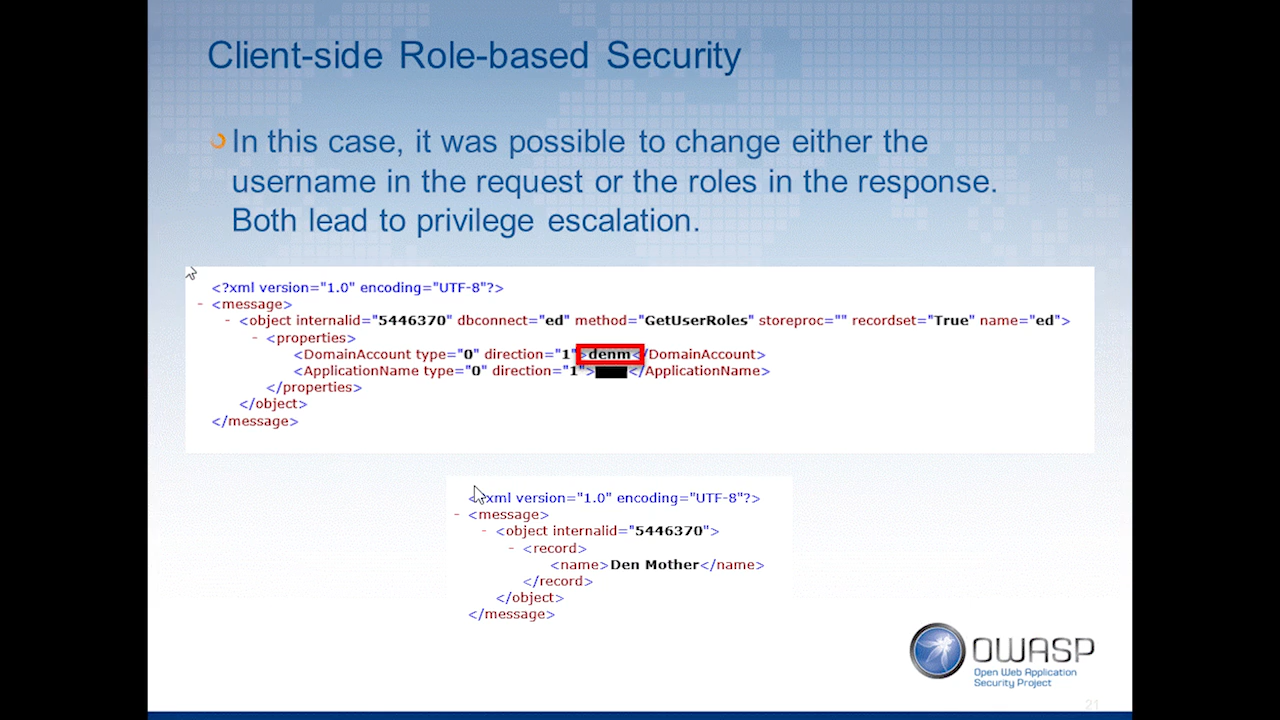 Client-side Role-based Security
In this case, it was possible to change either the
username in the request or the roles in the response.
Both lead to privilege escalation.
<?xml version="1.0" encoding="UTF-8"?>
- <message>
- <object internalid="5446370" dbconnect="ed" method="GetUserRoles" storeproc="" recordset="True" name="ed">
- <properties>
<DomainAccount type="0" direction="1">denm</DomainAccount>
<ApplicationName type="0" direction="1"></ApplicationName>
</properties>
</object>
</message>
<?xml version="1.0" encoding="UTF-8"?>
- <message>
- <object internalid="5446370">
- <record>
<name>Den Mother</name>
</record>
</object>
</message>
OWASP
Open Web Application
Security Project
21